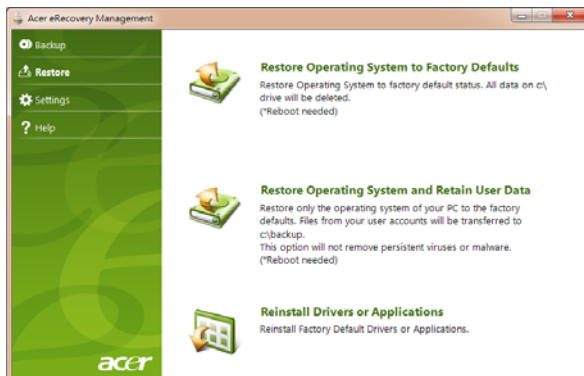 Acer eRecovery Management
Backup
Restore
Settings
? Help
acer
Restore Operating System to Factory Defaults
Restore Operating System to factory default status. All data on c:\
drive will be deleted.
(*Reboot needed)
Restore Operating System and Retain User Data
Restore only the operating system of your PC to the factory
defaults. Files from your user accounts will be transferred to
c:\backup.
This option will not remove persistent viruses or malware.
(*Reboot needed)
Reinstall Drivers or Applications
Reinstall Factory Default Drivers or Applications.